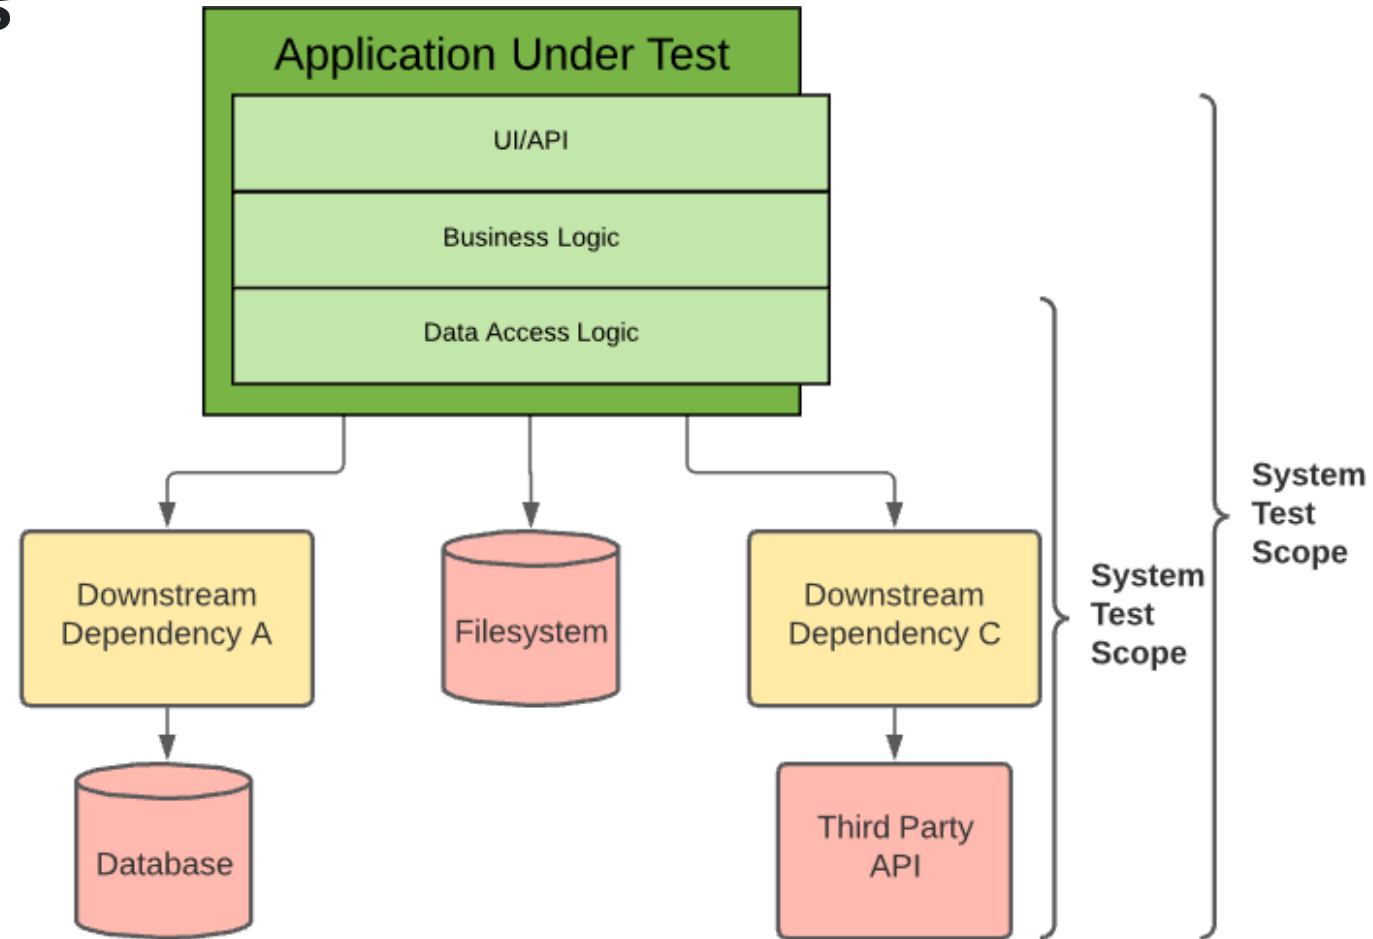 Application Under Test
UI/API
Business Logic
Data Access Logic
System
Test
Scope
System
Test
Scope
Downstream
Dependency A
Filesystem
Downstream
Dependency C
Database
Third Party
API